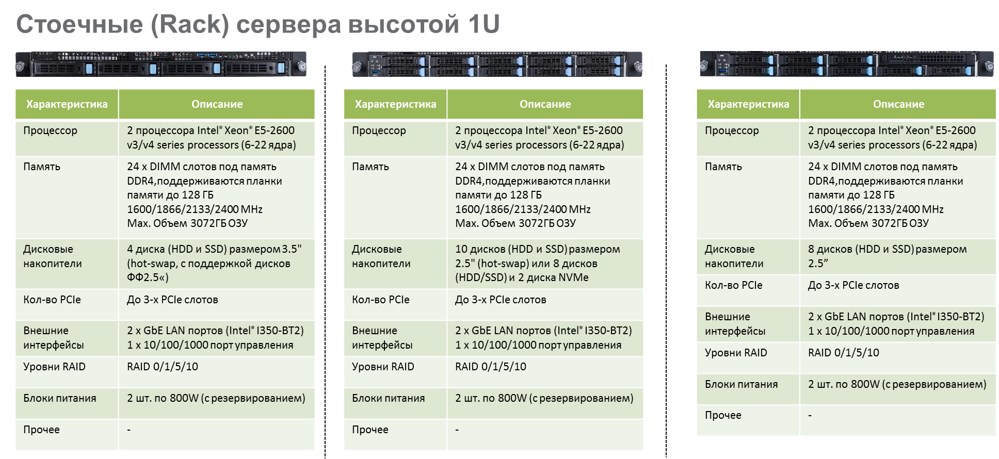 Стоечные (Rack) сервера высотой 1U
Характеристика Описание
Процессор 2 процессора Intel® Xeon® E5-2600
v3/v4 series processors (6-22 ядра)
Память 24 x DIMM слотов под память
DDR4,поддерживаются планки
памяти до 128 ГБ
1600/1866/2133/2400 MHz
Max. Объем 3072ГБ ОЗУ
Дисковые 4 диска (HDD и SSD) размером 3.5"
накопители (hot-swap, с поддержкой дисков
ФФ2.5«)
Кол-во PCIe До 3-х PCIe слотов
Внешние 2 x GbE LAN портов (Intel® I350-BT2)
интерфейсы 1 x 10/100/1000 порт управления
Уровни RAID RAID 0/1/5/10
Блоки питания 2 шт. по 800W (с резервированием)
Прочее -
Характеристика Описание
Процессор 2 процессора Intel® Xeon® E5-2600
v3/v4 series processors (6-22 ядра)
Память 24 x DIMM слотов под память
DDR4,поддерживаются планки
памяти до 128 ГБ
1600/1866/2133/2400 MHz
Max. Объем 3072ГБ ОЗУ
Дисковые 10 дисков (HDD и SSD) размером
накопители 2.5" (hot-swap) или 8 дисков
(HDD/SSD) и 2 диска NVMe
Кол-во PCIe До 3-х PCIe слотов
Внешние 2 x GbE LAN портов (Intel® I350-BT2)
интерфейсы 1 x 10/100/1000 порт управления
Уровни RAID RAID 0/1/5/10
Блоки питания 2 шт. по 800W (с резервированием)
Прочее -
Характеристика Описание
Процессор 2 процессора Intel® Xeon® E5-2600
v3/v4 series processors (6-22 ядра)
Память 24 x DIMM слотов под память
DDR4,поддерживаются планки
памяти до 128 ГБ
1600/1866/2133/2400 MHz
Max. Объем 3072ГБ ОЗУ
Дисковые 8 дисков (HDD и SSD) размером
накопители 2.5”
Кол-во PCIe До 3-х PCIe слотов
Внешние 2 x GbE LAN портов (Intel® I350-BT2)
интерфейсы 1 x 10/100/1000 порт управления
Уровни RAID RAID 0/1/5/10
Блоки питания 2 шт. по 800W (с резервированием)
Прочее -